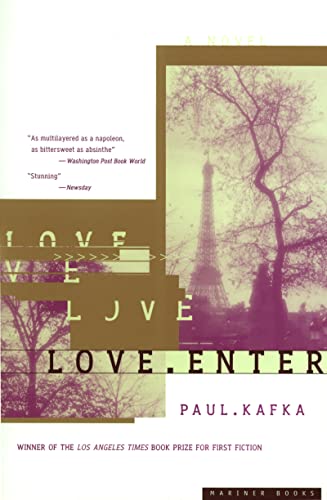 A NOVEL
"As multilayered as a napoleon,
as bittersweet as absinthe"
—Washington Post Book World
"Stunning"
—Newsday
LOVE
>>>>>>>>>>>
VE
LOVE
LOVE.ENTER
PAUL.KAFKA
WINNER OF THE LOS ANGELES TIMES BOOK PRIZE FOR FIRST FICTION
MARINER BOOKS